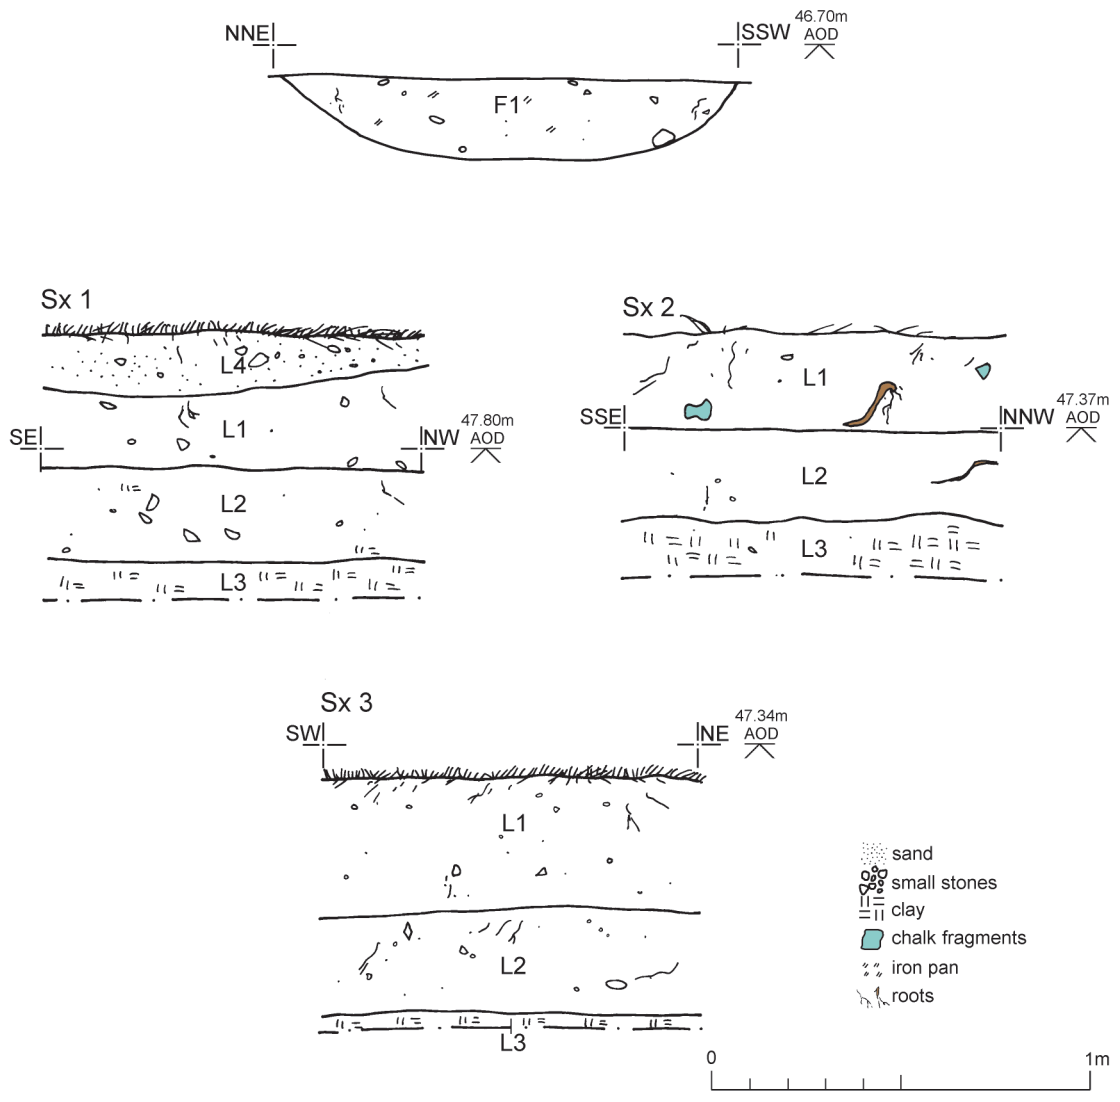 NNE
SSW
46.70m
AOD
F1
Sx 1
L4
L1
SE
NW
47.80m
AOD
L2
L3
Sx 2
L1
SSE
NNW
47.37m
AOD
L2
L3
Sx 3
SW
NE
47.34m
AOD
L1
L2
L3
sand
small stones
clay
chalk fragments
iron pan
roots
0
1m